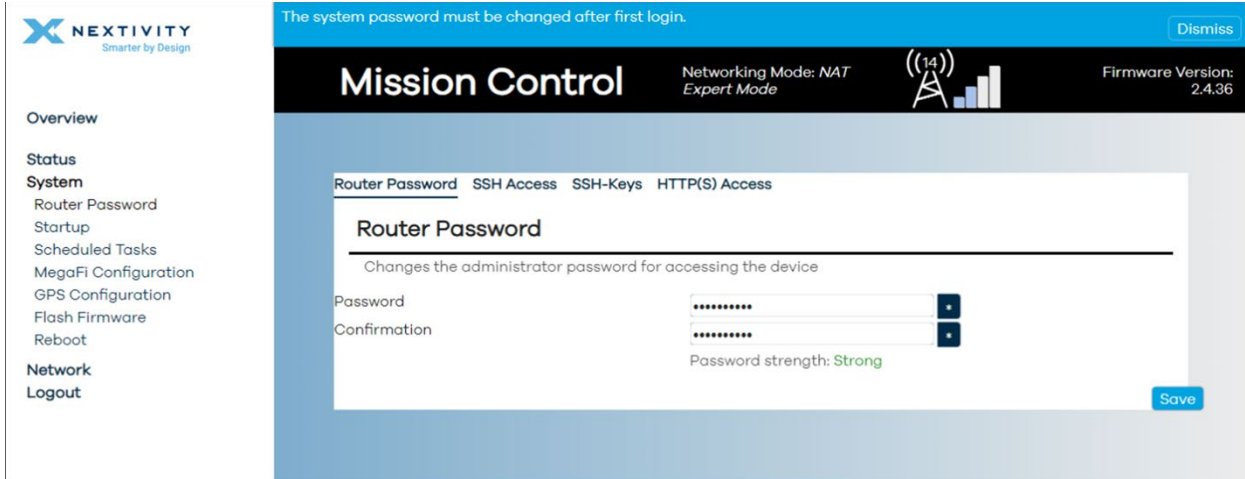 The system password must be changed after first login.
Dismiss
NEXTIVITY
Smarter by Design
Mission Control
Networking Mode: NAT
Expert Mode
((14))
Firmware Version:
2.4.36
Overview
Status
System
Router Password
Startup
Scheduled Tasks
MegaFi Configuration
GPS Configuration
Flash Firmware
Reboot
Network
Logout
Router Password SSH Access SSH-Keys HTTP(S) Access
Router Password
Changes the administrator password for accessing the device
Password •••••••••• *
Confirmation •••••••••• *
Password strength: Strong
Save